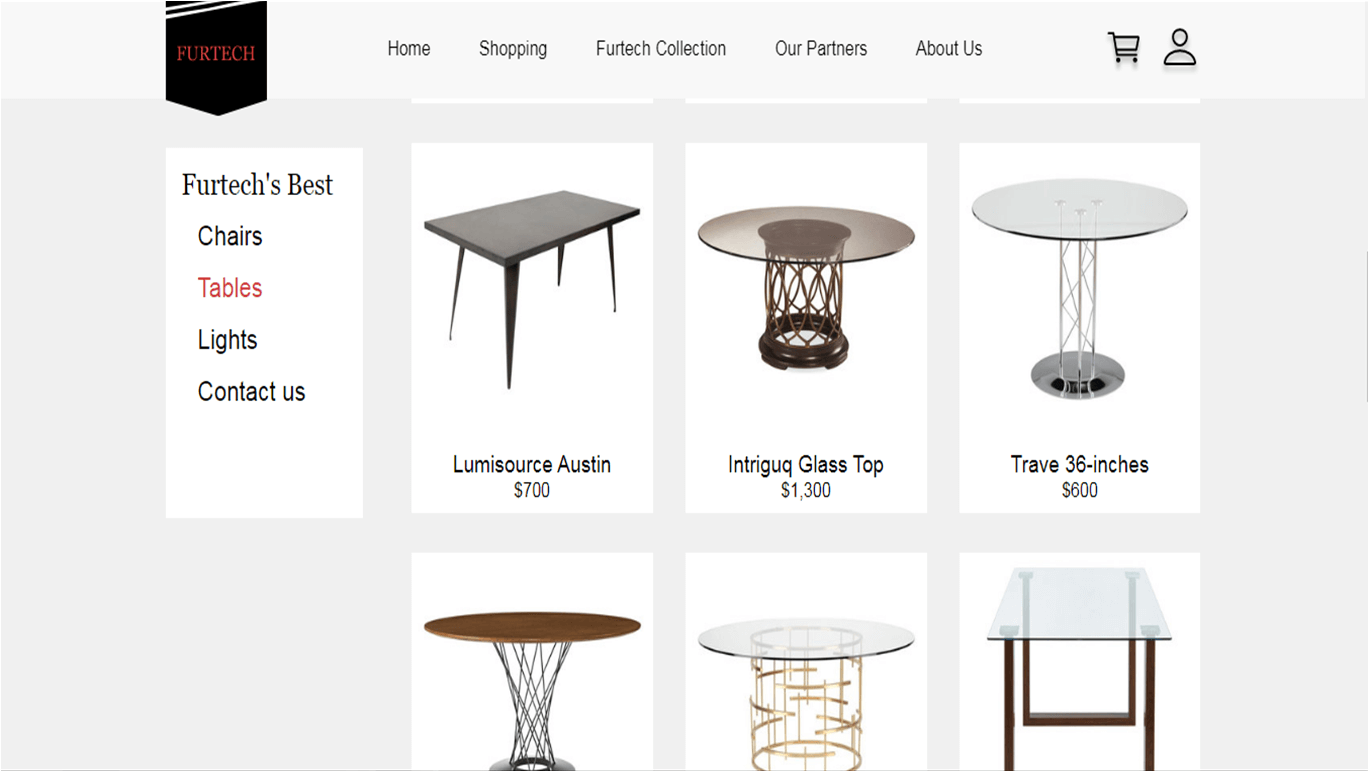 FURTECH
Home
Shopping
Furtech Collection
Our Partners
About Us
Furtech's Best
Chairs
Tables
Lights
Contact us
Lumisource Austin
$700
Intriguq Glass Top
$1,300
Trave 36-inches
$600